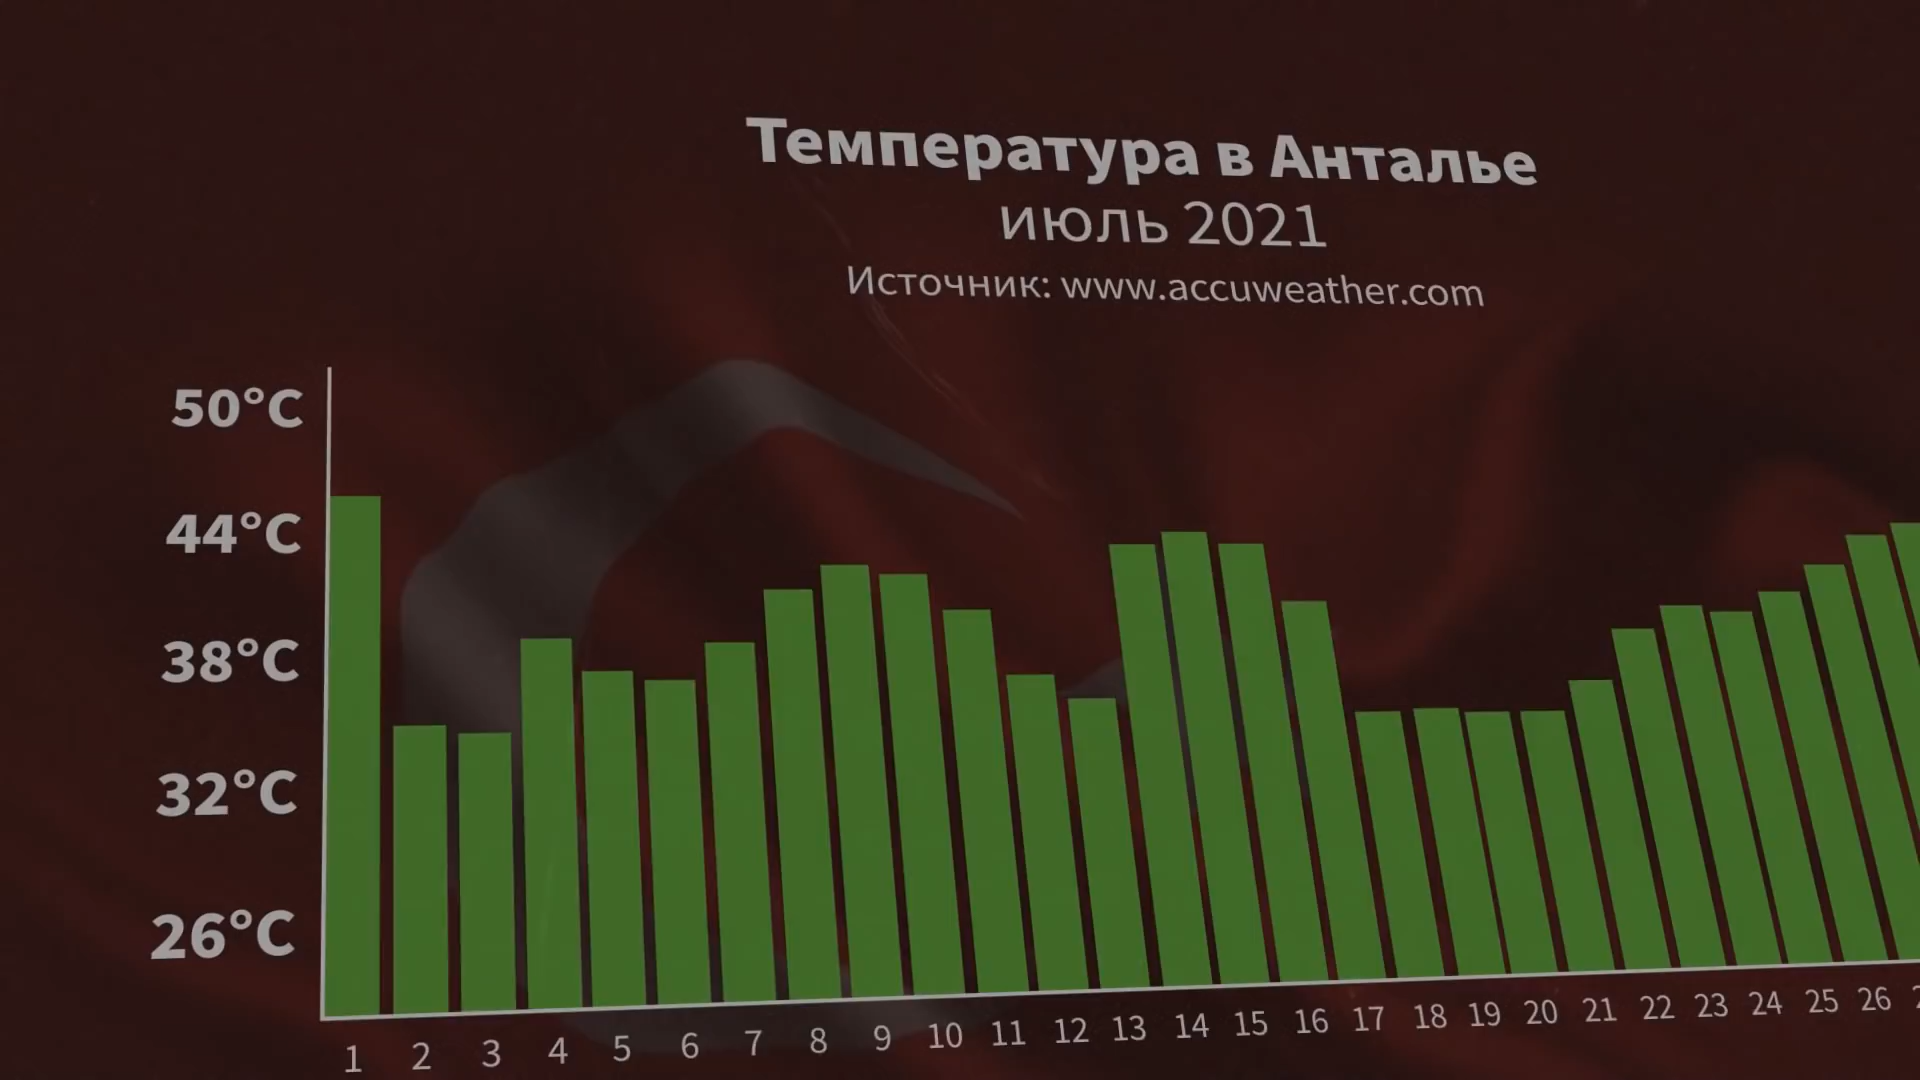 Температура в Анталье
июль 2021
Источник: www.accuweather.com
50°C
44°C
38°C
32°C
26°C
1 2 3 4 5 6 7 8 9 10 11 12 13 14 15 16 17 18 19 20 21 22 23 24 25 26